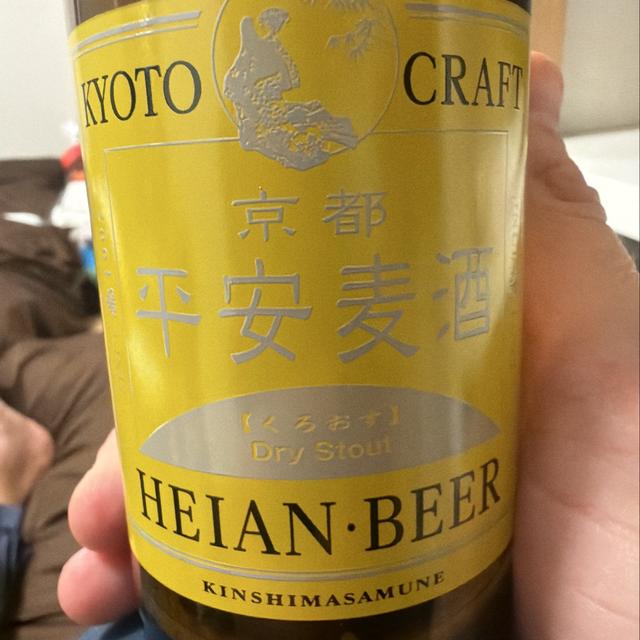 KYOTO CRAFT
京都
平安麦酒
【くろおす】
Dry Stout
HEIAN・BEER
KINSHIMASAMUNE